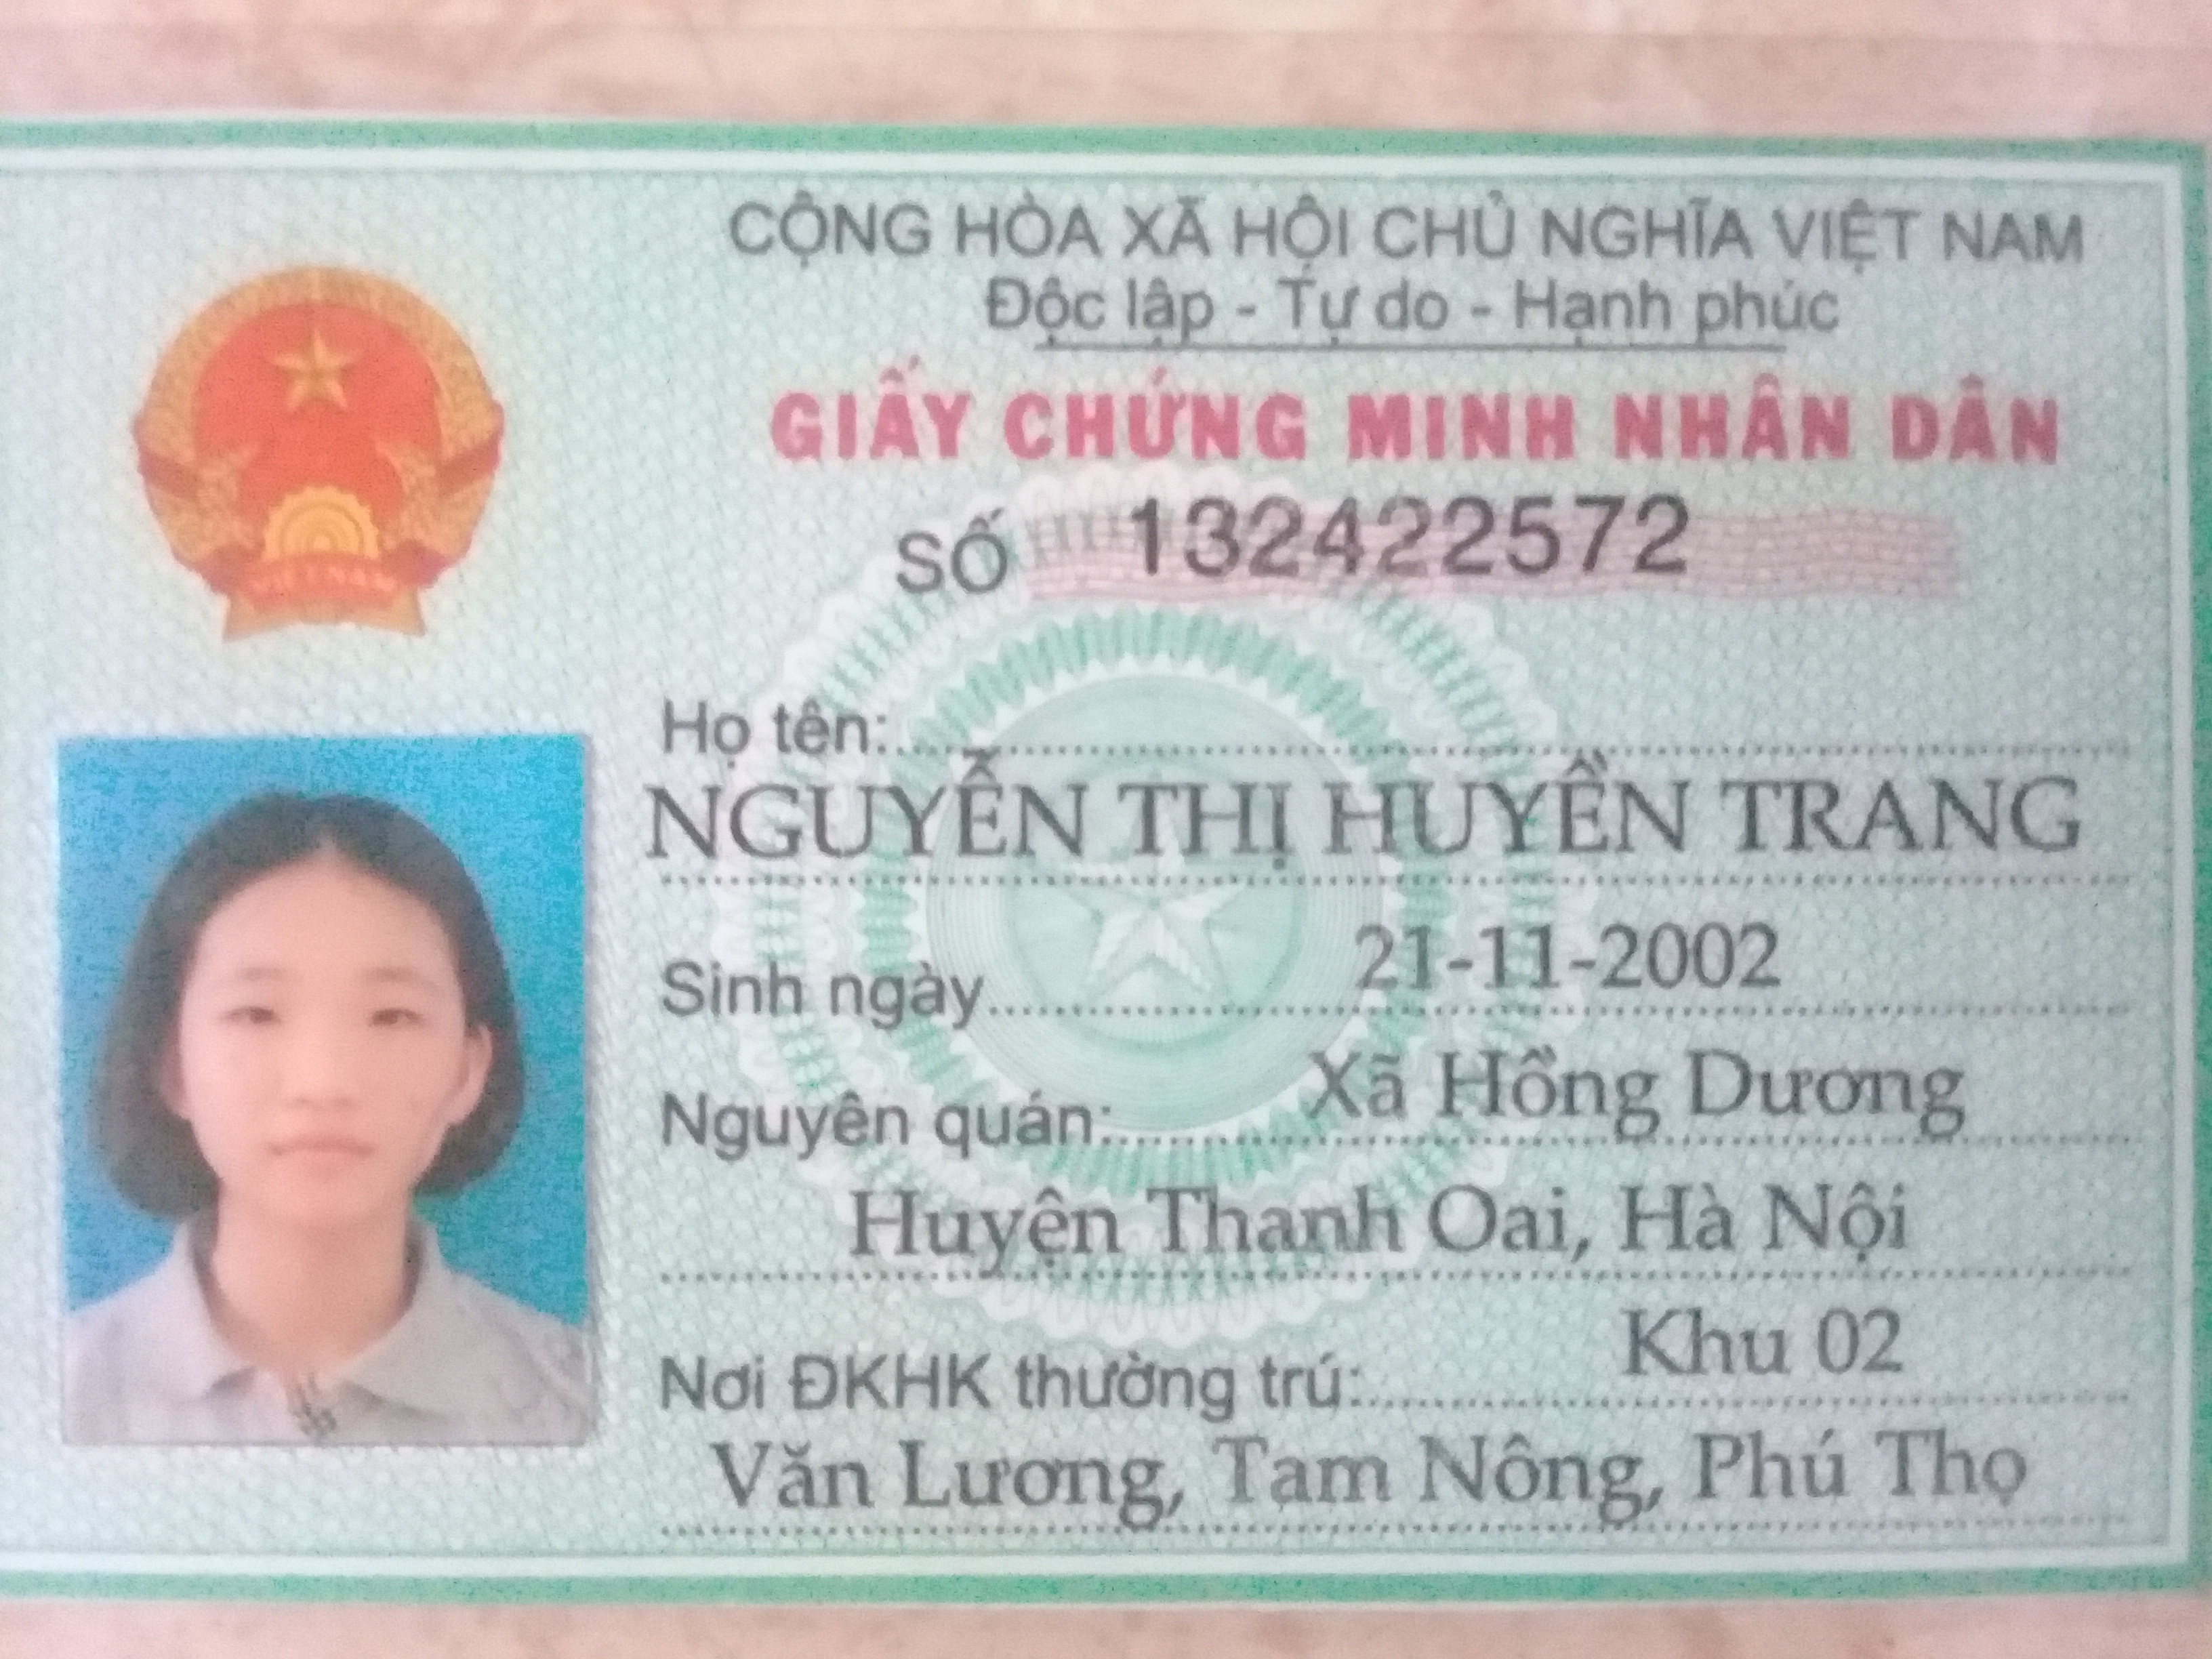 CỘNG HÒA XÃ HỘI CHỦ NGHĨA VIỆT NAM
Độc lập - Tự do - Hạnh phúc
GIẤY CHỨNG MINH NHÂN DÂN
SỐ 132422572
VIỆT NAM
Họ tên:
NGUYỄN THỊ HUYỀN TRANG
Sinh ngày 21-11-2002
Nguyên quán: Xã Hồng Dương
Huyện Thanh Oai, Hà Nội
Nơi ĐKHK thường trú: Khu 02
Văn Lương, Tam Nông, Phú Thọ